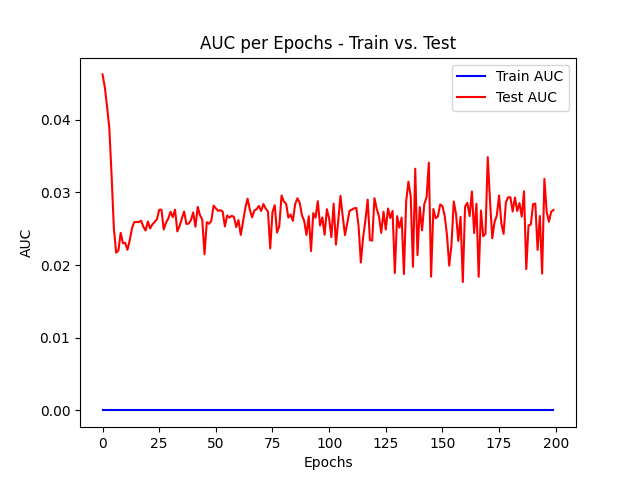 AUC per Epochs - Train vs. Test
Train AUC
Test AUC
AUC
0.04
0.03
0.02
0.01
0.00
0 25 50 75 100 125 150 175 200
Epochs